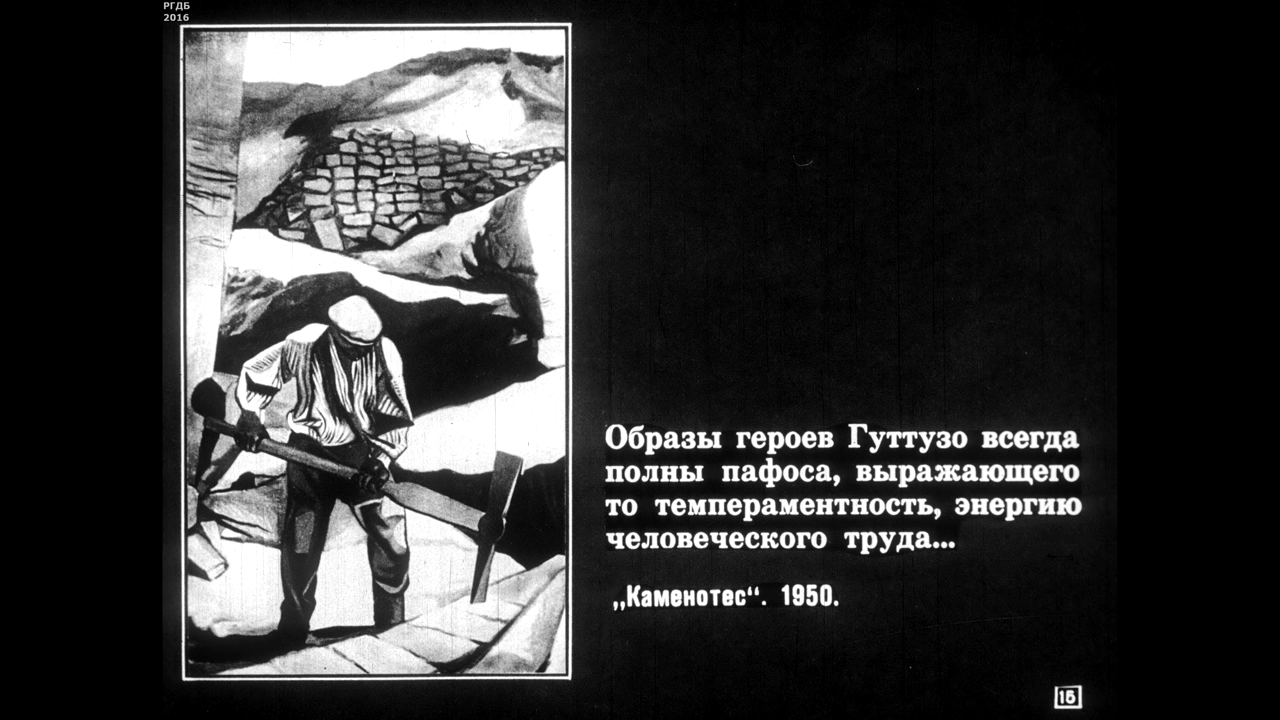 РГДБ
2016
Образы героев Гуттузо всегда
полны пафоса, выражающего
то темпераментность, энергию
человеческого труда...
„Каменотес“. 1950.
15